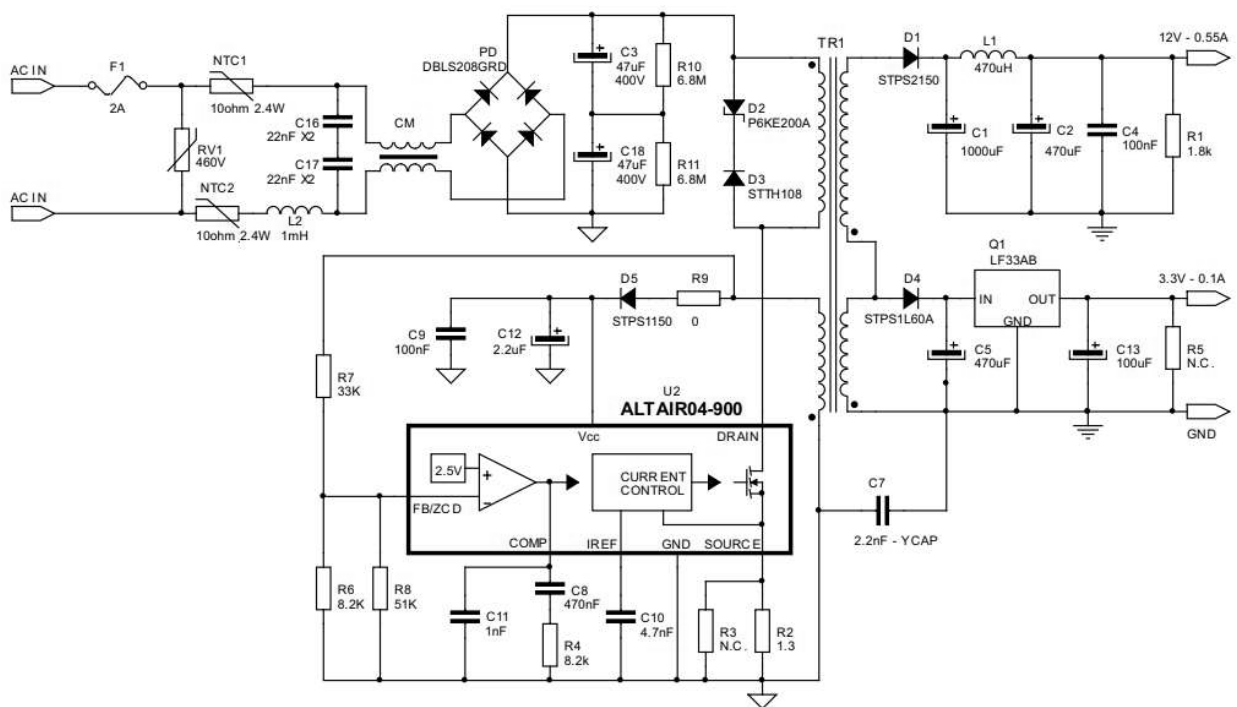 AC IN
F1
2A
NTC1
10ohm 2.4W
RV1
460V
AC IN
NTC2
10ohm 2.4W
L2
1mH
C16
22nF X2
C17
22nF X2
CM
PD
DBLS208GRD
C3
47uF
400V
R10
6.8M
C18
47uF
400V
R11
6.8M
D2
P6KE200A
D3
STTH108
TR1
D1
STPS2150
L1
470uH
12V - 0.55A
+
C1
1000uF
+
C2
470uF
C4
100nF
R1
1.8k
+
+
D4
STPS1L60A
Q1
LF33AB
IN
OUT
GND
3.3V - 0.1A
+
C5
470uF
+
C13
100uF
R5
N.C.
GND
C7
2.2nF - YCAP
D5
STPS1150
R9
0
C9
100nF
+
C12
2.2uF
R7
33K
U2
ALTAIR04-900
Vcc
DRAIN
2.5V
+
-
CURRENT
CONTROL
FB/ZCD
COMP
IREF
GND
SOURCE
R6
8.2K
R8
51K
C11
1nF
C8
470nF
R4
8.2k
C10
4.7nF
R3
N.C.
R2
1.3